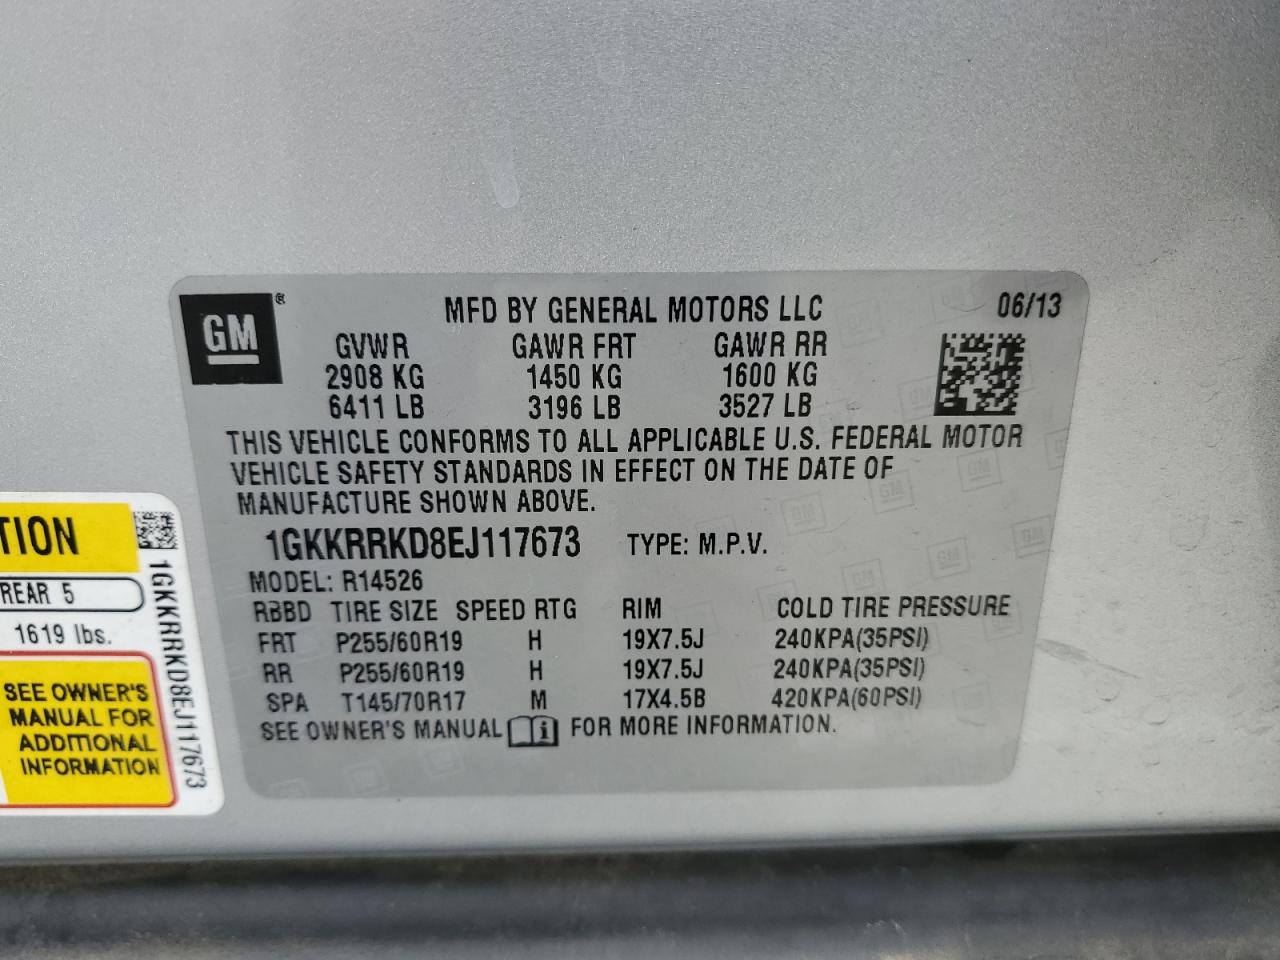 GM ®
MFD BY GENERAL MOTORS LLC 06/13
GVWR GAWR FRT GAWR RR
2908 KG 1450 KG 1600 KG
6411 LB 3196 LB 3527 LB
THIS VEHICLE CONFORMS TO ALL APPLICABLE U.S. FEDERAL MOTOR
VEHICLE SAFETY STANDARDS IN EFFECT ON THE DATE OF
MANUFACTURE SHOWN ABOVE.
1GKKRRKD8EJ117673 TYPE: M.P.V.
MODEL: R14526
RBBD TIRE SIZE SPEED RTG RIM COLD TIRE PRESSURE
FRT P255/60R19 H 19X7.5J 240KPA(35PSI)
RR P255/60R19 H 19X7.5J 240KPA(35PSI)
SPA T145/70R17 M 17X4.5B 420KPA(60PSI)
SEE OWNER'S MANUAL i FOR MORE INFORMATION.
TION
REAR 5
1619 lbs.
SEE OWNER'S
MANUAL FOR
ADDITIONAL
INFORMATION
1GKKRRKD8EJ117673